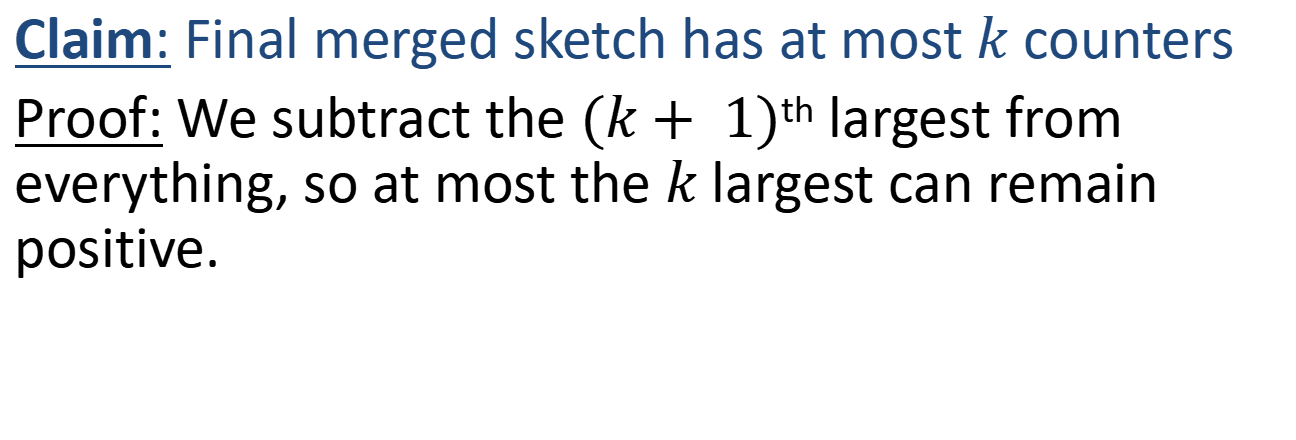 Claim: Final merged sketch has at most k counters
Proof: We subtract the (k + 1)th largest from
everything, so at most the k largest can remain
positive.